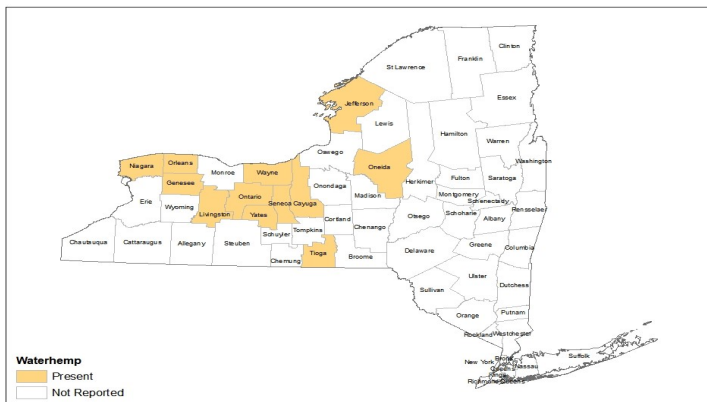 Clinton
Franklin
St Lawrence
Essex
Jefferson
Lewis
Hamilton
Warren
Washington
Oswego
Oneida
Niagara
Orleans
Monroe
Wayne
Genesee
Herkimer
Fulton
Saratoga
Onondaga
Madison
Montgomery
Ontario
Seneca
Cayuga
Erie
Wyoming
Livingston
Yates
Schenectady
Rensselaer
Otsego
Schoharie
Albany
Cortland
Chenango
Schuyler
Tompkins
Chautauqua
Cattaraugus
Allegany
Steuben
Chemung
Tioga
Broome
Delaware
Greene
Columbia
Ulster
Dutchess
Sullivan
Putnam
Orange
Rockland
Westchester
New York
Bronx
Suffolk
Queens
Nassau
Kings
Richmond
Queens
Waterhemp
Present
Not Reported